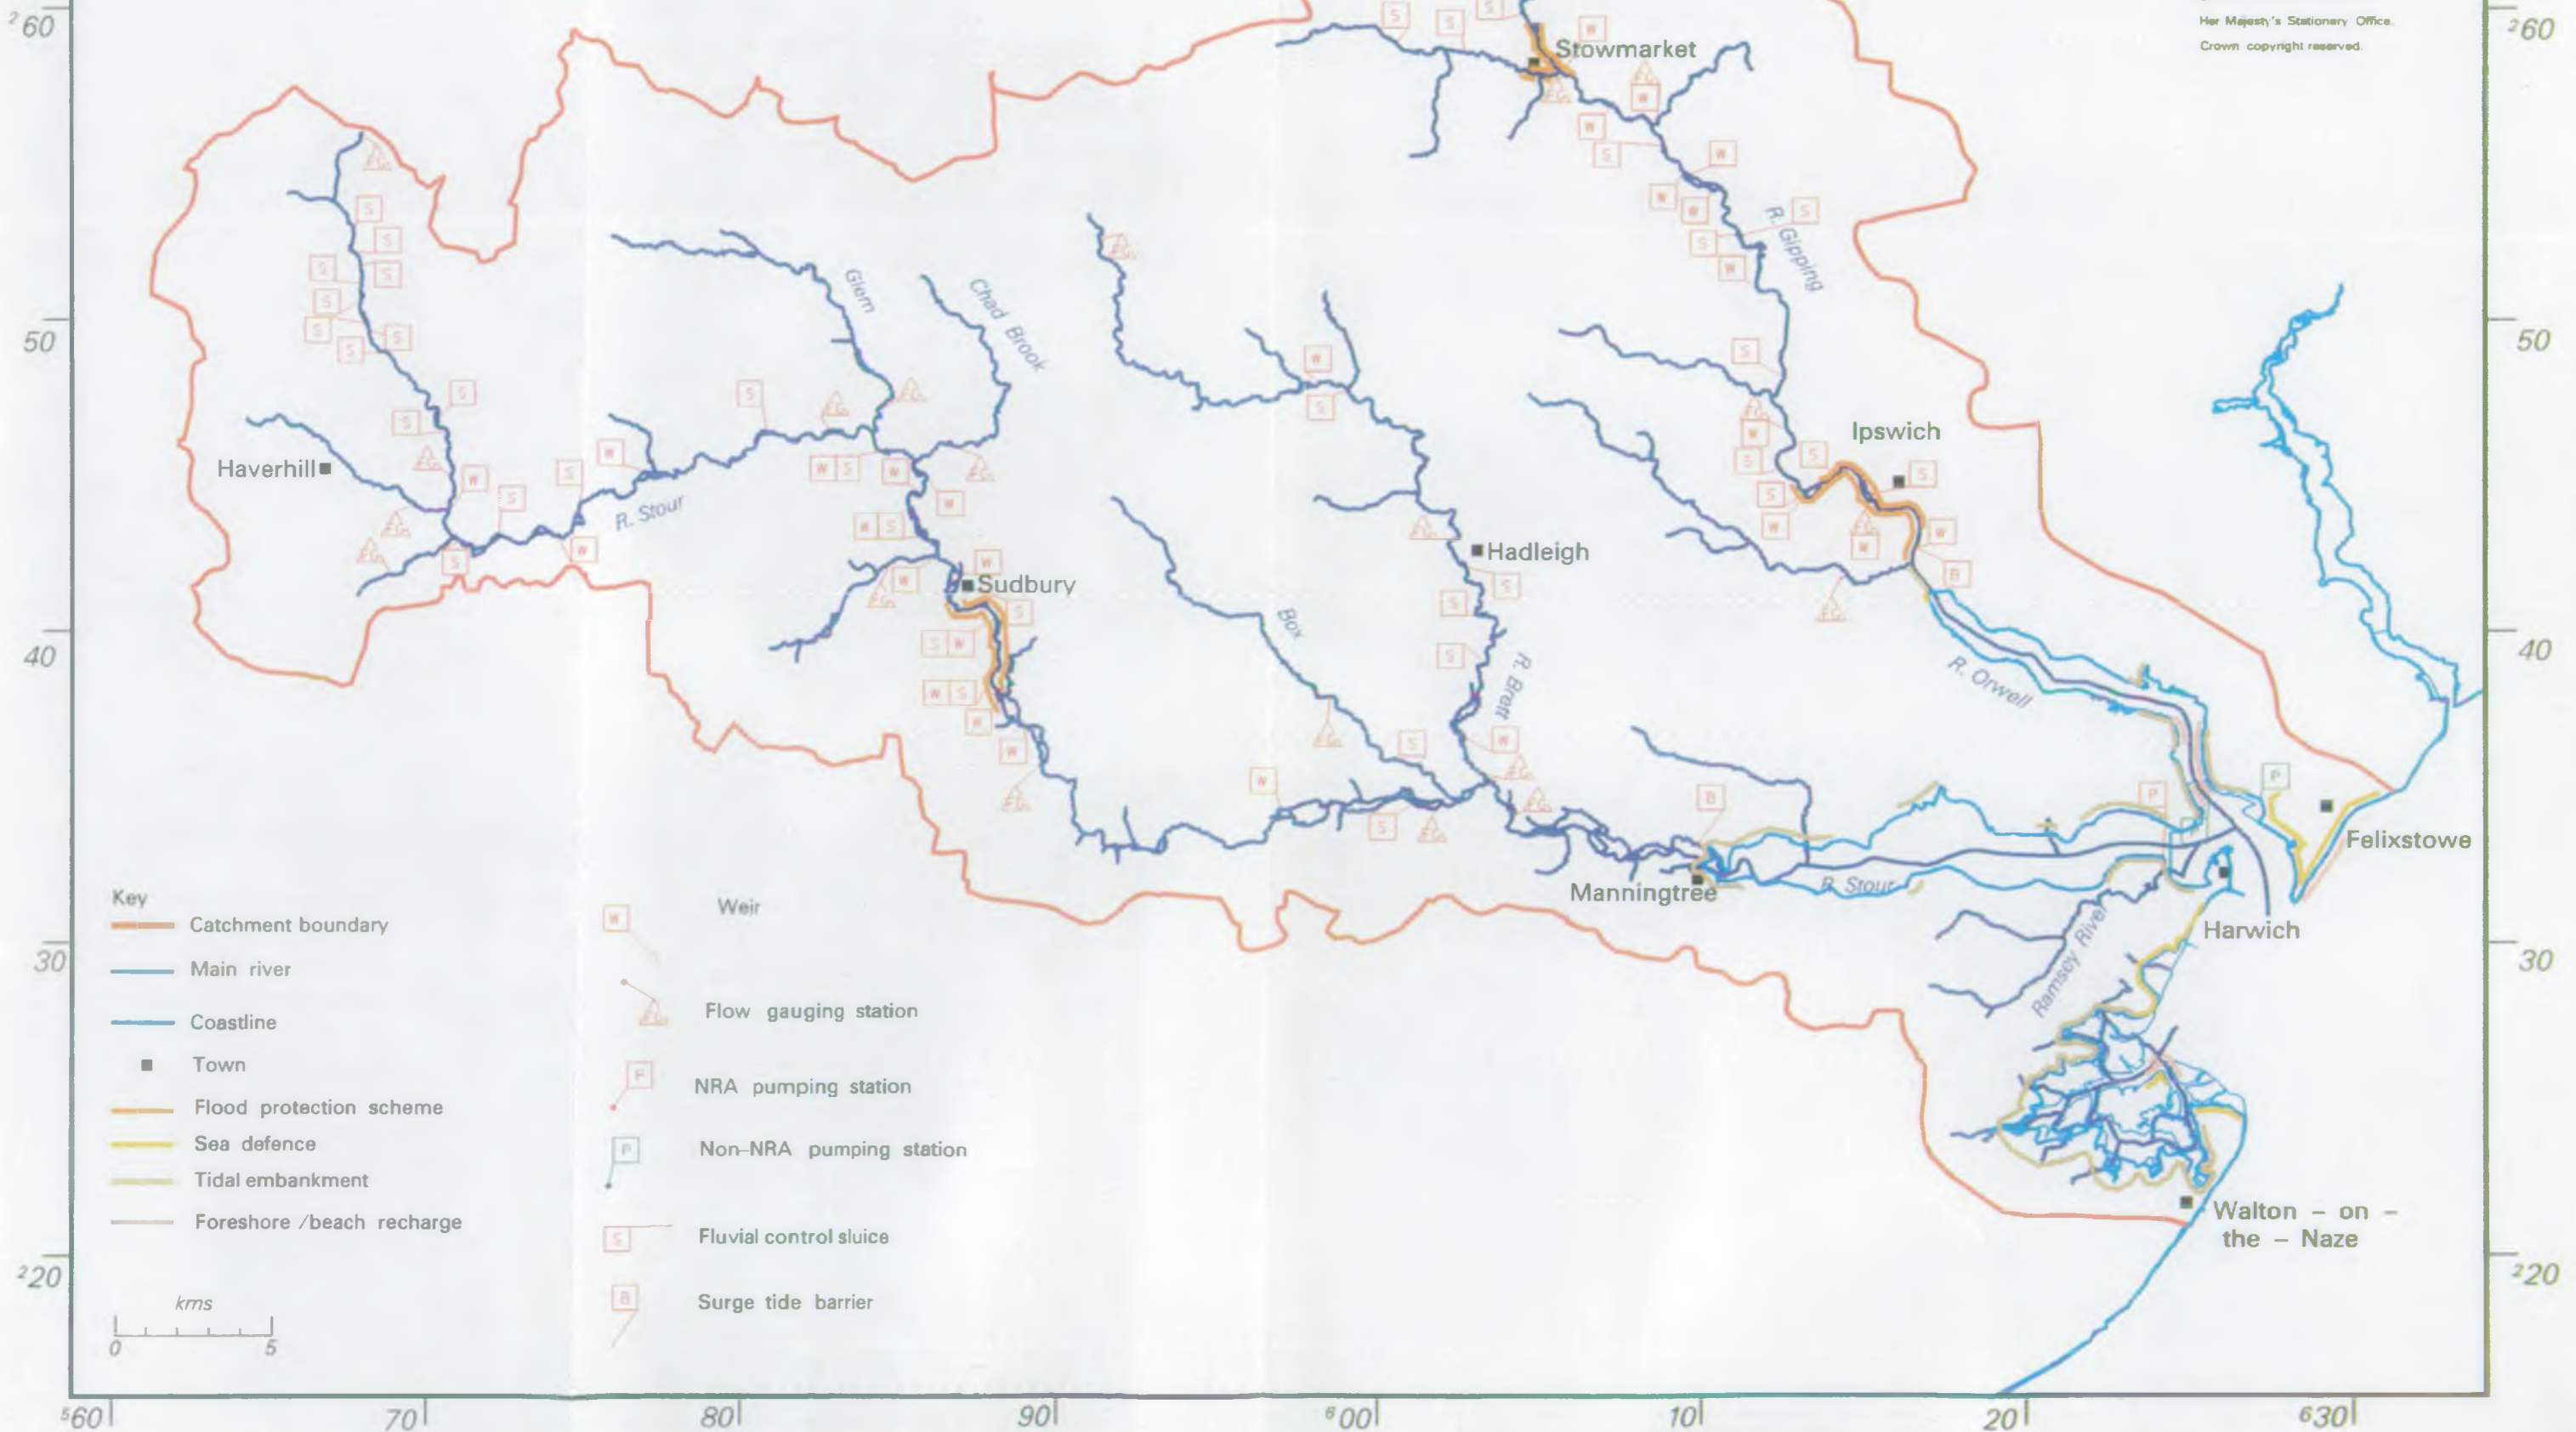 ²60
Her Majesty's Stationery Office.
Crown copyright reserved.
²60
S
S
S
W
Stowmarket
F.G.
F.G.
W
W
S
W
F.G.
S
W
W
R. Gipping
S
S
S
F.G.
S
W
S
S
Glem
Chad Brook
S
S
S
50
S
S
W
S
50
S
S
F.G.
F.G.
S
F.G.
S
W
Ipswich
F.G.
W
S
S
S
S
Haverhill
W
S
W S
W
F.G.
S
S
R. Stour
W
W
F.G.
F.G.
W S
F.G.
W
F.G.
W
W
Hadleigh
S
W
W
B
W
Sudbury
F.G.
S
S
S
F.G.
Box
40
S W
S
R. Brett
R. Orwell
40
W S
W
F.G.
S
W
W
F.G.
W
P
F.G.
F.G.
B
P
S
F.G.
Felixstowe
Manningtree
R. Stour
Harwich
Ramsey River
Key
Catchment boundary
Main river
Coastline
Town
Flood protection scheme
Sea defence
Tidal embankment
Foreshore /beach recharge
W
Weir
F.G.
Flow gauging station
P
NRA pumping station
P
Non-NRA pumping station
S
Fluvial control sluice
B
Surge tide barrier
30
30
Walton – on –
the – Naze
²20
²20
kms
0 5
⁵60 70 80 90 ⁶00 10 20 ⁶30